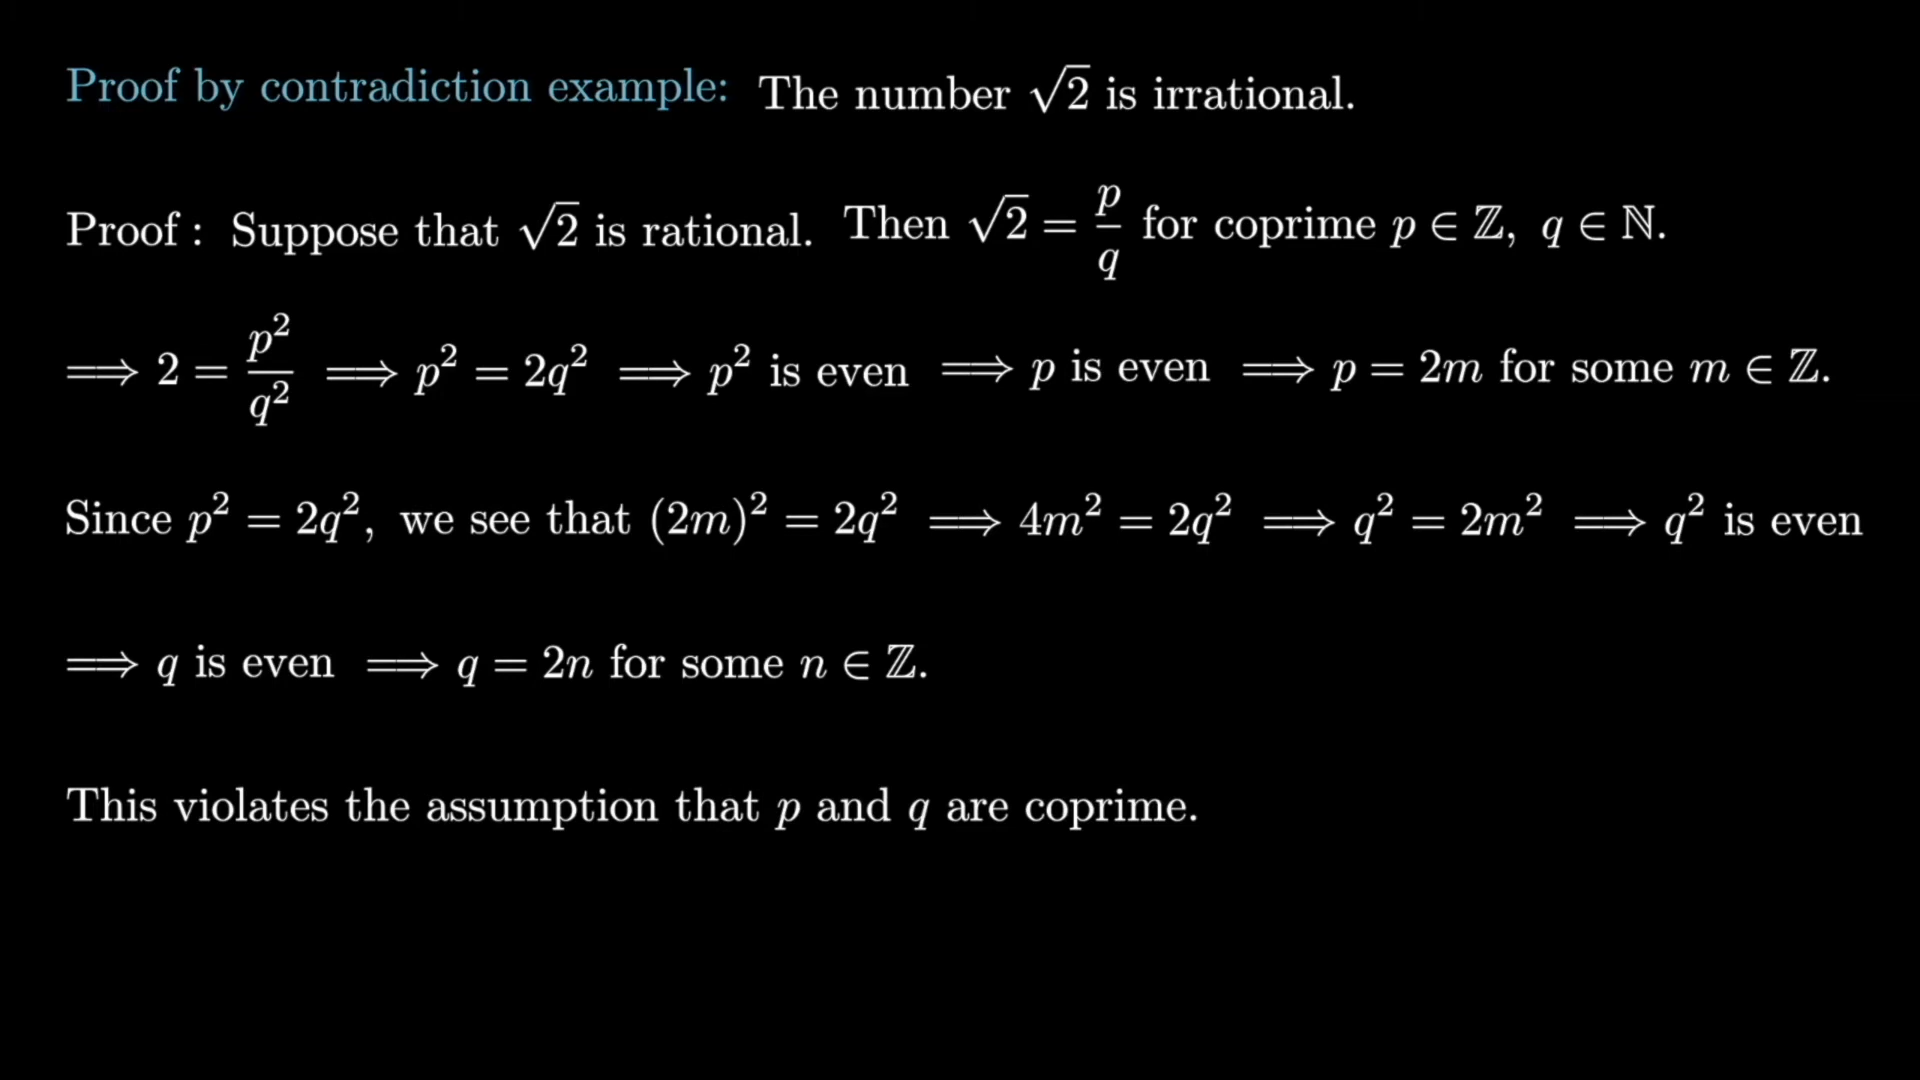 Proof by contradiction example: The number √2 is irrational.
Proof : Suppose that √2 is rational. Then √2 = p/q for coprime p ∈ ℤ, q ∈ ℕ.
⟹ 2 = p²/q² ⟹ p² = 2q² ⟹ p² is even ⟹ p is even ⟹ p = 2m for some m ∈ ℤ.
Since p² = 2q², we see that (2m)² = 2q² ⟹ 4m² = 2q² ⟹ q² = 2m² ⟹ q² is even
⟹ q is even ⟹ q = 2n for some n ∈ ℤ.
This violates the assumption that p and q are coprime.